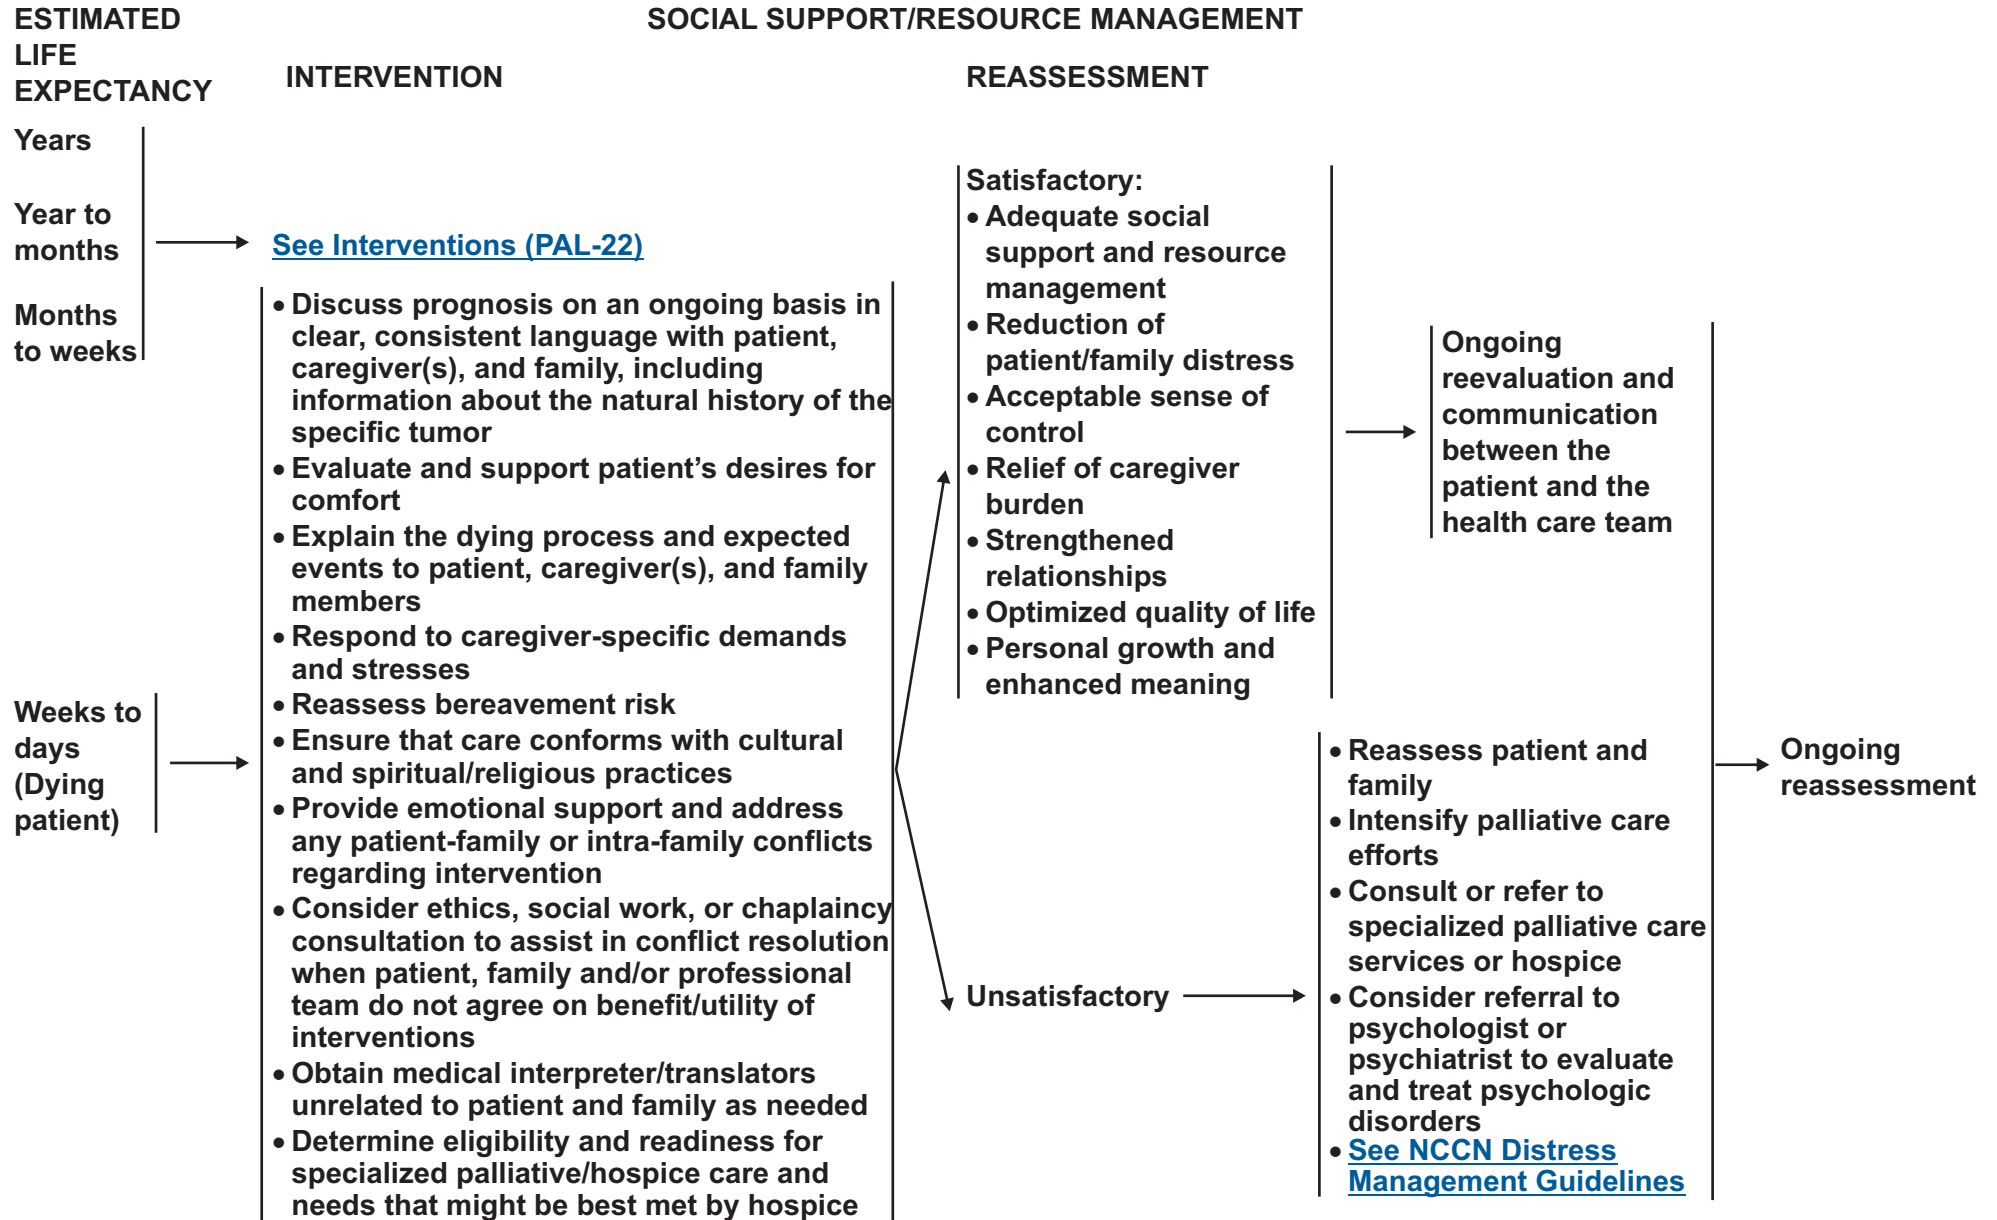 ESTIMATED
LIFE
EXPECTANCY
SOCIAL SUPPORT/RESOURCE MANAGEMENT
INTERVENTION
REASSESSMENT
Years
Year to
months
Months
to weeks
See Interventions (PAL-22)
Weeks to
days
(Dying
patient)
• Discuss prognosis on an ongoing basis in
clear, consistent language with patient,
caregiver(s), and family, including
information about the natural history of the
specific tumor
• Evaluate and support patient’s desires for
comfort
• Explain the dying process and expected
events to patient, caregiver(s), and family
members
• Respond to caregiver-specific demands
and stresses
• Reassess bereavement risk
• Ensure that care conforms with cultural
and spiritual/religious practices
• Provide emotional support and address
any patient-family or intra-family conflicts
regarding intervention
• Consider ethics, social work, or chaplaincy
consultation to assist in conflict resolution
when patient, family and/or professional
team do not agree on benefit/utility of
interventions
• Obtain medical interpreter/translators
unrelated to patient and family as needed
• Determine eligibility and readiness for
specialized palliative/hospice care and
needs that might be best met by hospice
Satisfactory:
• Adequate social
support and resource
management
• Reduction of
patient/family distress
• Acceptable sense of
control
• Relief of caregiver
burden
• Strengthened
relationships
• Optimized quality of life
• Personal growth and
enhanced meaning
Ongoing
reevaluation and
communication
between the
patient and the
health care team
Unsatisfactory
• Reassess patient and
family
• Intensify palliative care
efforts
• Consult or refer to
specialized palliative care
services or hospice
• Consider referral to
psychologist or
psychiatrist to evaluate
and treat psychologic
disorders
• See NCCN Distress
Management Guidelines
Ongoing
reassessment